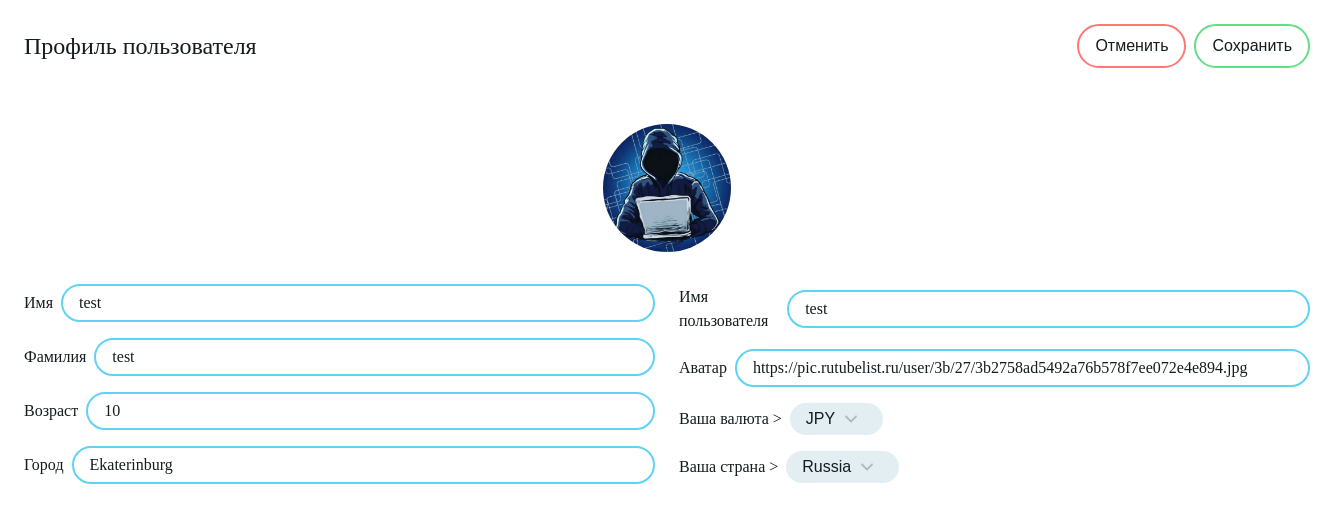 Профиль пользователя
Отменить
Сохранить
Имя
test
Фамилия
test
Возраст
10
Город
Ekaterinburg
Имя
пользователя
test
Аватар
https://pic.rutubelist.ru/user/3b/27/3b2758ad5492a76b578f7ee072e4e894.jpg
Ваша валюта >
JPY
Ваша страна >
Russia